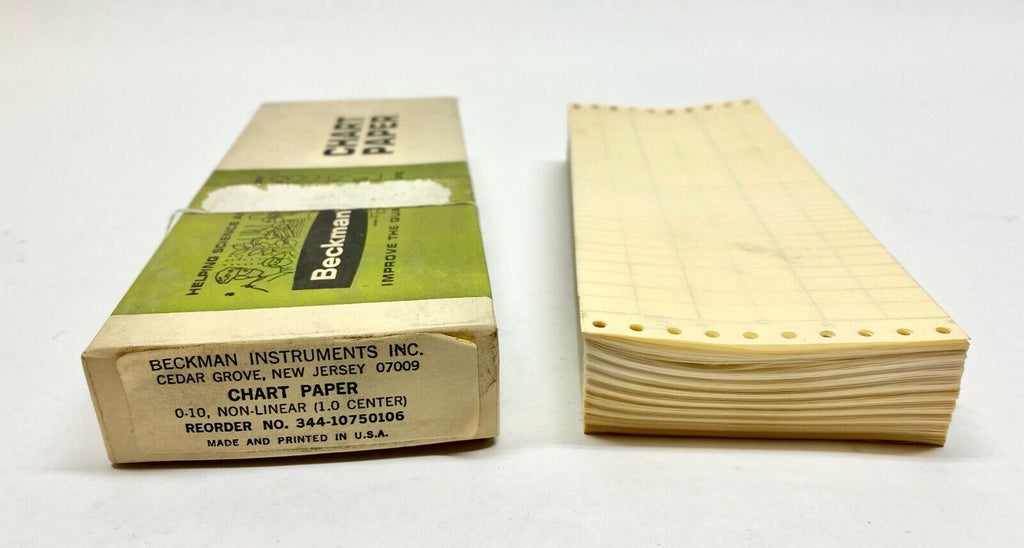 CHART
PAPER
HELPING SCIENCE A
Beckman
IMPROVE THE QUA
BECKMAN INSTRUMENTS INC.
CEDAR GROVE, NEW JERSEY 07009
CHART PAPER
0-10, NON-LINEAR (1.0 CENTER)
REORDER NO. 344-10750106
MADE AND PRINTED IN U.S.A.